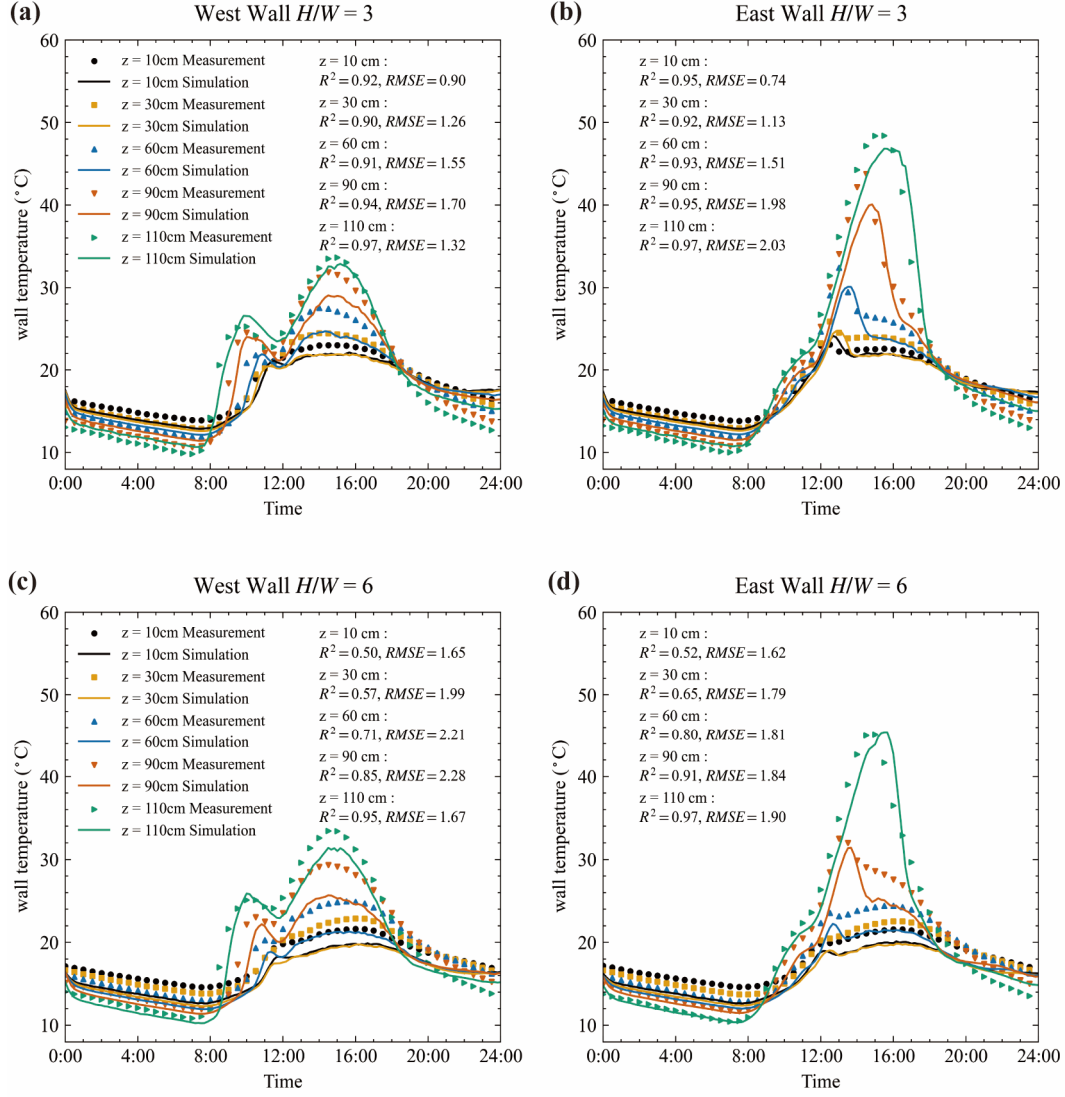 (a)
West Wall H/W = 3
60
50
40
30
20
10
wall temperature (°C)
z = 10cm Measurement
z = 10cm Simulation
z = 30cm Measurement
z = 30cm Simulation
z = 60cm Measurement
z = 60cm Simulation
z = 90cm Measurement
z = 90cm Simulation
z = 110cm Measurement
z = 110cm Simulation
z = 10 cm :
R² = 0.92, RMSE = 0.90
z = 30 cm :
R² = 0.90, RMSE = 1.26
z = 60 cm :
R² = 0.91, RMSE = 1.55
z = 90 cm :
R² = 0.94, RMSE = 1.70
z = 110 cm :
R² = 0.97, RMSE = 1.32
0:00 4:00 8:00 12:00 16:00 20:00 24:00
Time
(b)
East Wall H/W = 3
60
50
40
30
20
10
wall temperature (°C)
z = 10 cm :
R² = 0.95, RMSE = 0.74
z = 30 cm :
R² = 0.92, RMSE = 1.13
z = 60 cm :
R² = 0.93, RMSE = 1.51
z = 90 cm :
R² = 0.95, RMSE = 1.98
z = 110 cm :
R² = 0.97, RMSE = 2.03
0:00 4:00 8:00 12:00 16:00 20:00 24:00
Time
(c)
West Wall H/W = 6
60
50
40
30
20
10
wall temperature (°C)
z = 10cm Measurement
z = 10cm Simulation
z = 30cm Measurement
z = 30cm Simulation
z = 60cm Measurement
z = 60cm Simulation
z = 90cm Measurement
z = 90cm Simulation
z = 110cm Measurement
z = 110cm Simulation
z = 10 cm :
R² = 0.50, RMSE = 1.65
z = 30 cm :
R² = 0.57, RMSE = 1.99
z = 60 cm :
R² = 0.71, RMSE = 2.21
z = 90 cm :
R² = 0.85, RMSE = 2.28
z = 110 cm :
R² = 0.95, RMSE = 1.67
0:00 4:00 8:00 12:00 16:00 20:00 24:00
Time
(d)
East Wall H/W = 6
60
50
40
30
20
10
wall temperature (°C)
z = 10 cm :
R² = 0.52, RMSE = 1.62
z = 30 cm :
R² = 0.65, RMSE = 1.79
z = 60 cm :
R² = 0.80, RMSE = 1.81
z = 90 cm :
R² = 0.91, RMSE = 1.84
z = 110 cm :
R² = 0.97, RMSE = 1.90
0:00 4:00 8:00 12:00 16:00 20:00 24:00
Time